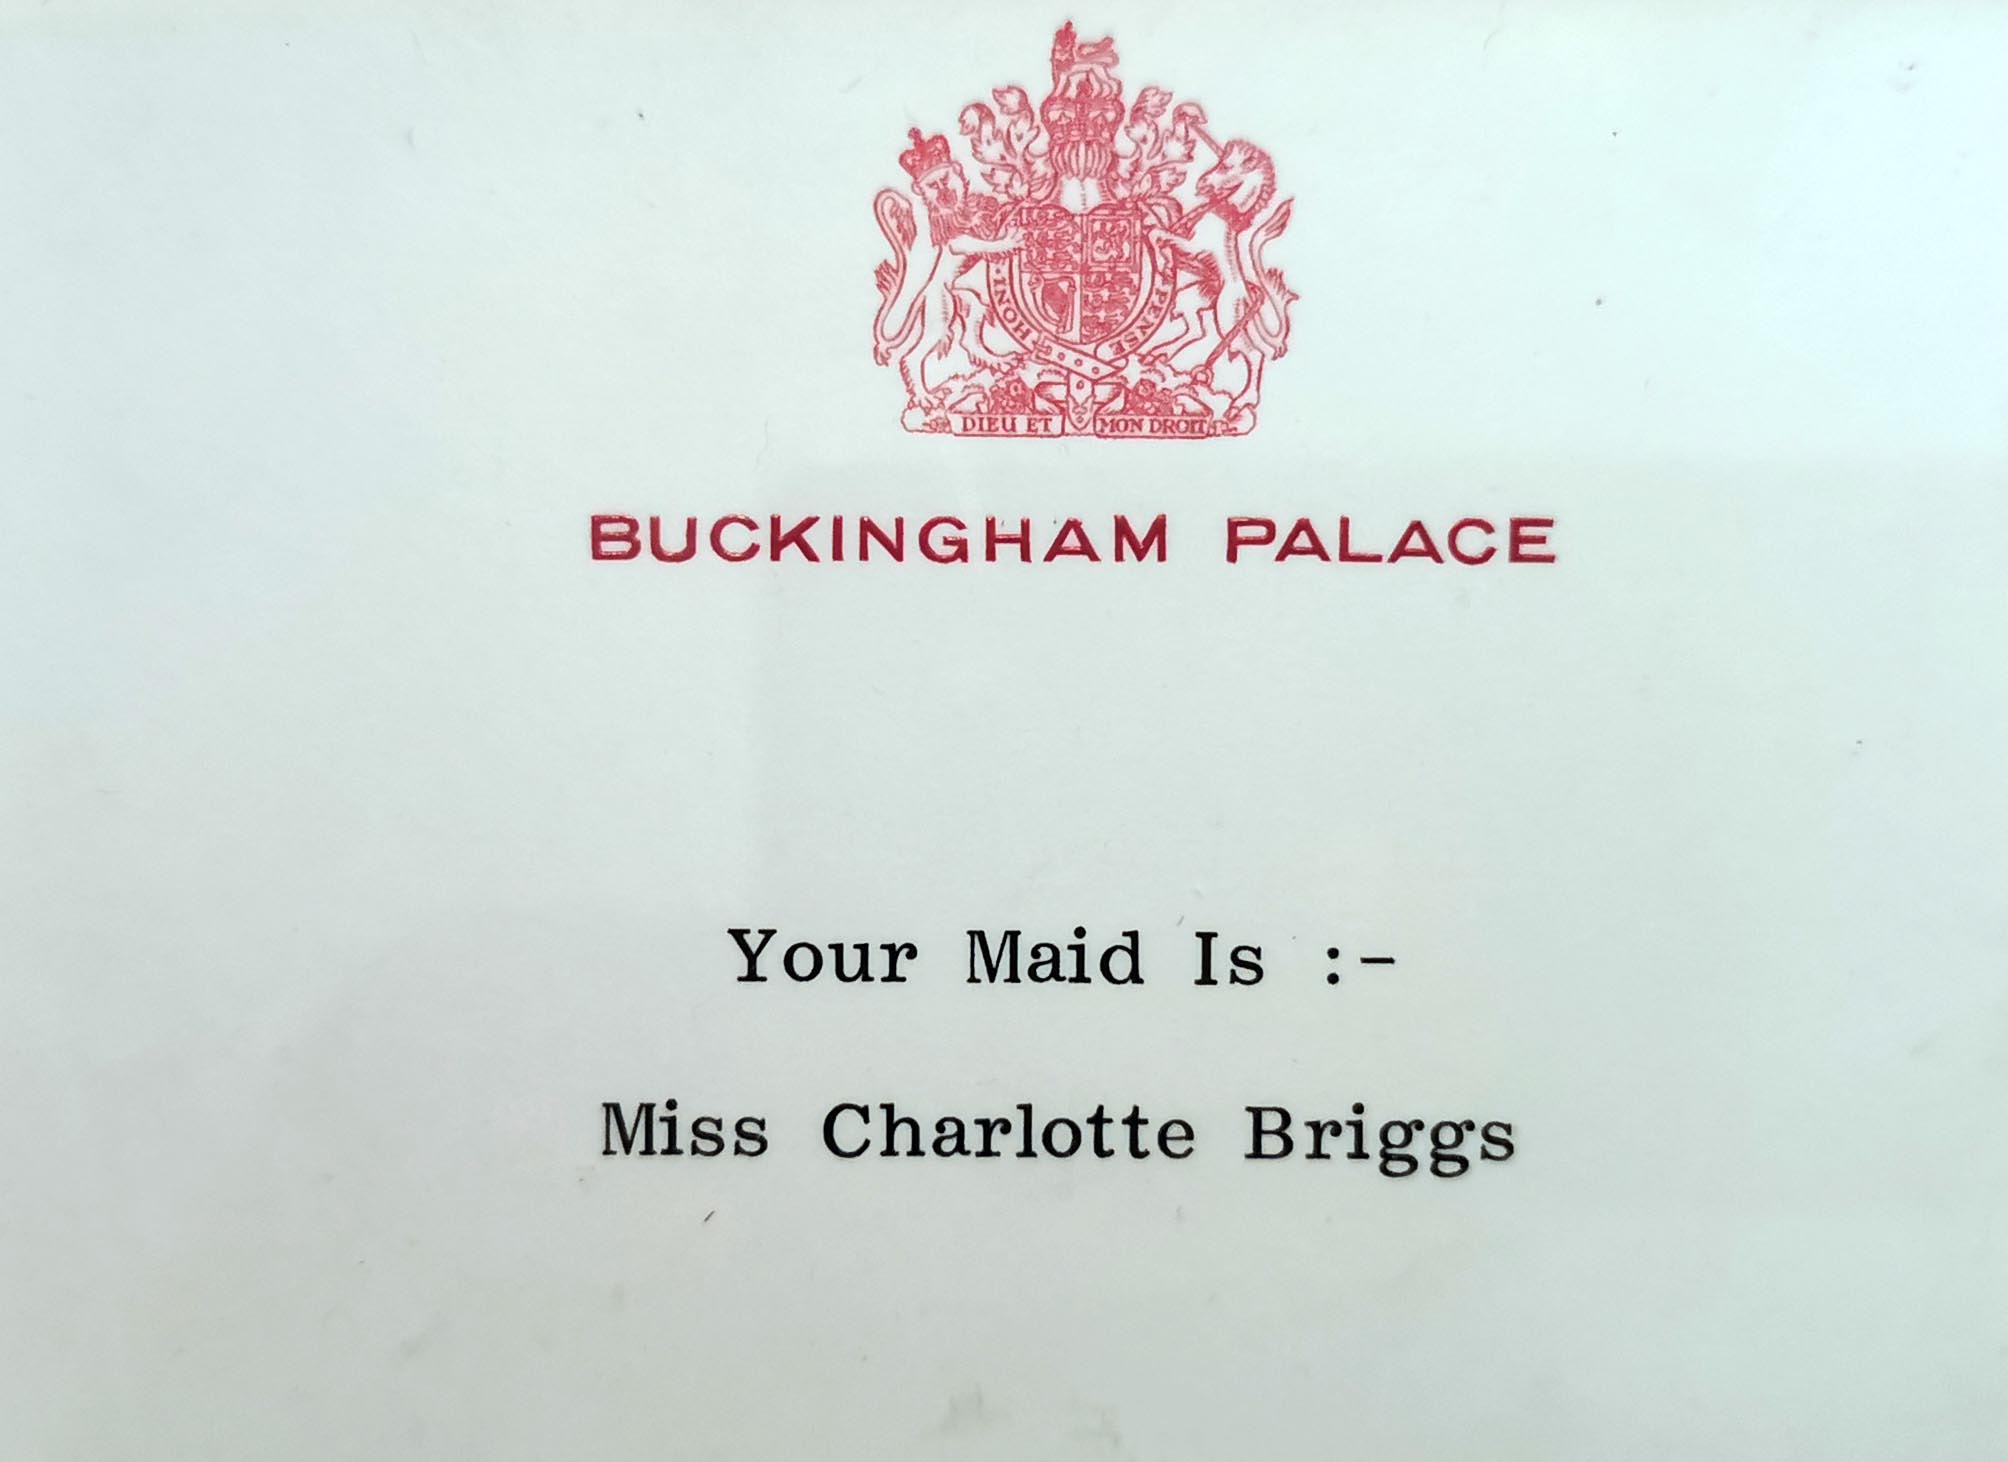 HONI PENSE
DIEU ET MON DROIT
BUCKINGHAM PALACE
Your Maid Is :-
Miss Charlotte Briggs